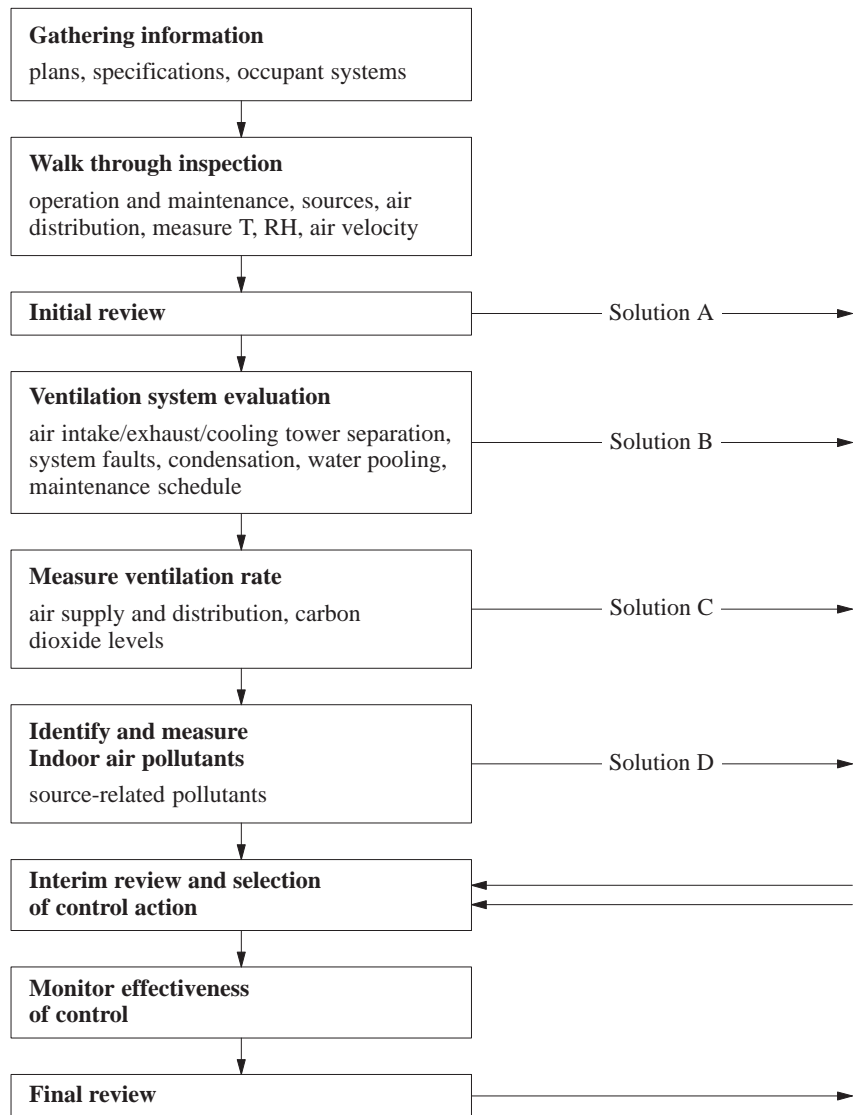 Gathering information
plans, specifications, occupant systems
Walk through inspection
operation and maintenance, sources, air
distribution, measure T, RH, air velocity
Initial review
Solution A
Ventilation system evaluation
air intake/exhaust/cooling tower separation,
system faults, condensation, water pooling,
maintenance schedule
Solution B
Measure ventilation rate
air supply and distribution, carbon
dioxide levels
Solution C
Identify and measure
Indoor air pollutants
source-related pollutants
Solution D
Interim review and selection
of control action
Monitor effectiveness
of control
Final review